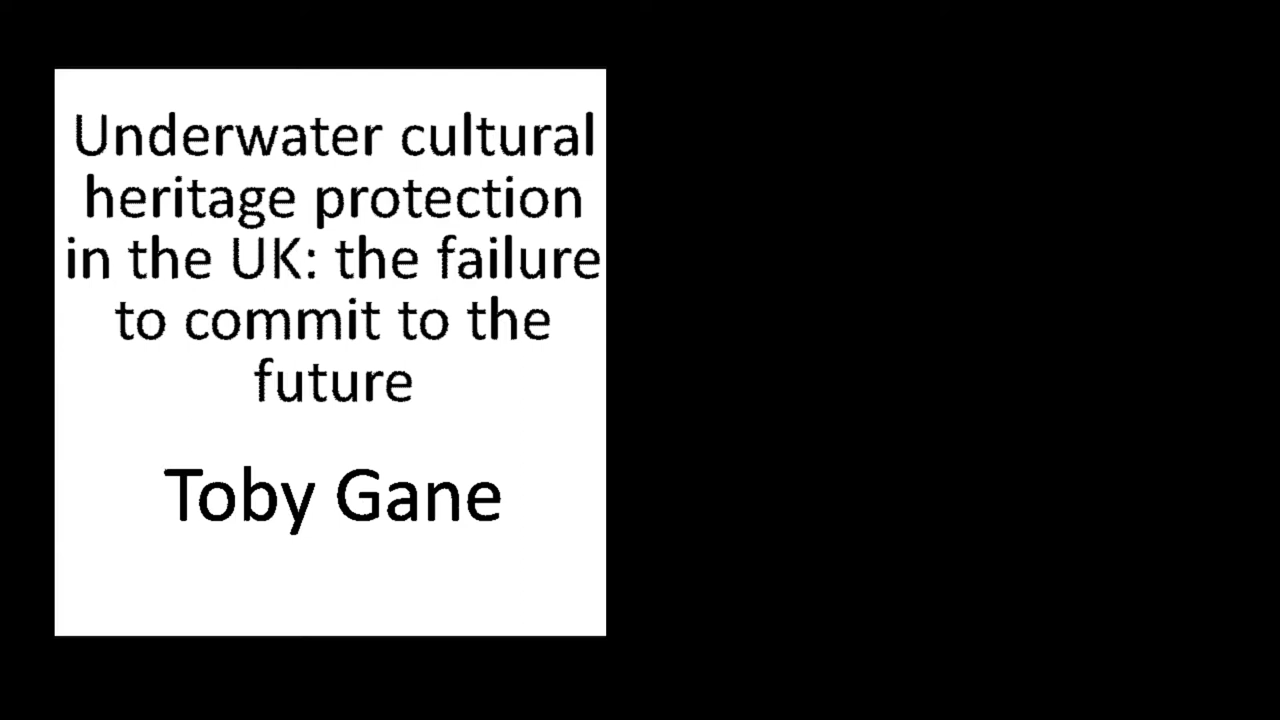 Underwater cultural
heritage protection
in the UK: the failure
to commit to the
future
Toby Gane